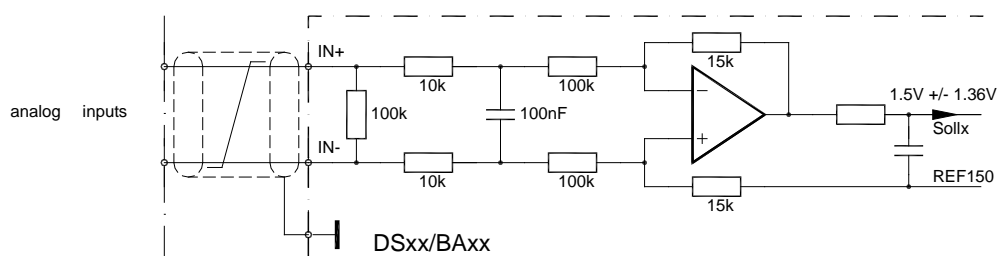 IN+
10k
100k
15k
1.5V +/- 1.36V
analog inputs
100k
100nF
Sollx
IN-
10k
100k
15k
REF150
DSxx/BAxx